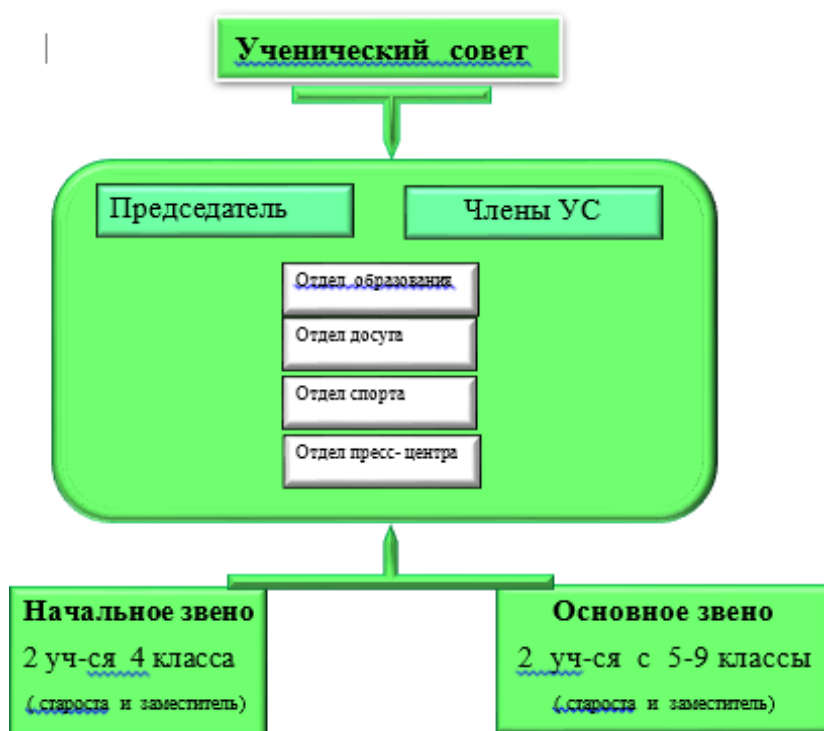 Ученический совет
Председатель
Члены УС
Отдел образования
Отдел досуга
Отдел спорта
Отдел пресс- центра
Начальное звено
2 уч-ся 4 класса
( староста и заместитель)
Основное звено
2 уч-ся с 5-9 классы
( староста и заместитель)